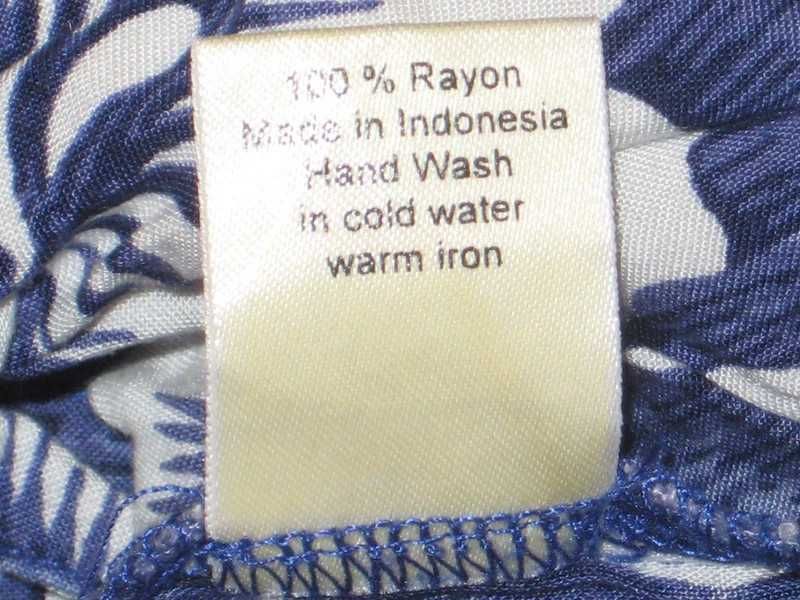 100 % Rayon
Made in Indonesia
Hand Wash
in cold water
warm iron